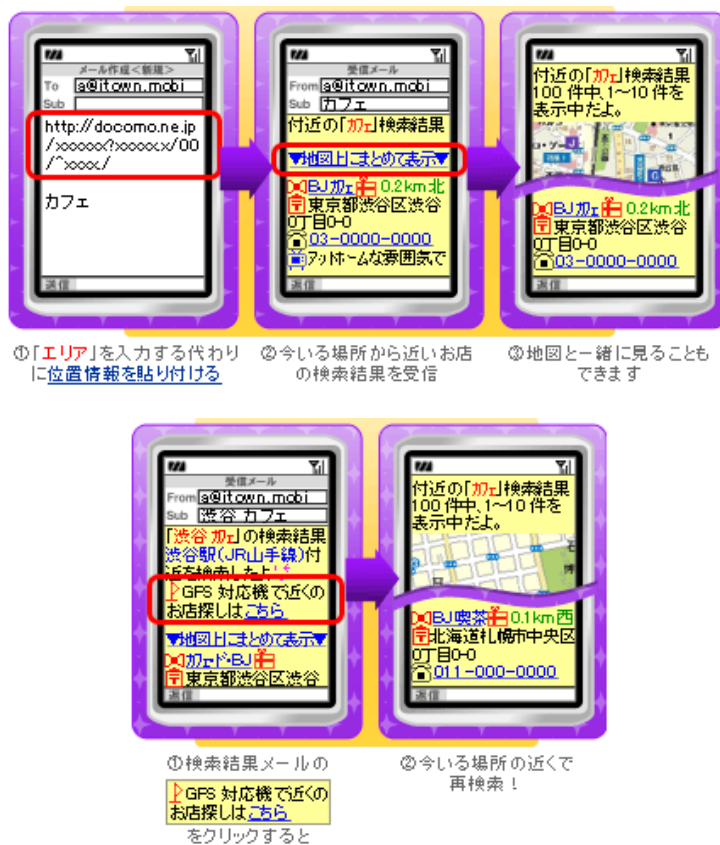 メール作成<新規>
To a@itown.mobi
Sub
http://docomo.ne.jp
/xxxxxx?xxxxx.x/00
/^xxxx./
カフェ
送信
受信メール
From a@itown.mobi
Sub カフェ
付近の｢ｶﾌｪ｣検索結果
▼地図上にまとめて表示▼
BJｶﾌｪ 0.2km北
東京都渋谷区渋谷
0丁目0-0
03-0000-0000
ｱｯﾄﾎｰﾑな雰囲気で
返信
付近の｢ｶﾌｪ｣検索結果
100件中､1～10件を
表示中だよ。
BJｶﾌｪ 0.2km北
東京都渋谷区渋谷
0丁目0-0
03-0000-0000
①｢エリア｣を入力する代わり
に位置情報を貼り付ける
②今いる場所から近いお店
の検索結果を受信
③地図と一緒に見ることも
できます
受信メール
From a@itown.mobi
Sub 渋谷 カフェ
｢渋谷 ｶﾌｪ｣の検索結果
渋谷駅(JR山手線)付
近を検索したよ!
GPS 対応機で近くの
お店探しはこちら
▼地図上にまとめて表示▼
ｶﾌｪﾄﾞ･BJ
東京都渋谷区渋谷
返信
付近の｢ｶﾌｪ｣検索結果
100件中､1～10件を
表示中だよ。
BJ喫茶 0.1km西
北海道札幌市中央区
0丁目0-0
011-000-0000
返信
①検索結果メールの
GPS 対応機で近くの
お店探しはこちら
をクリックすると
②今いる場所の近くで
再検索！